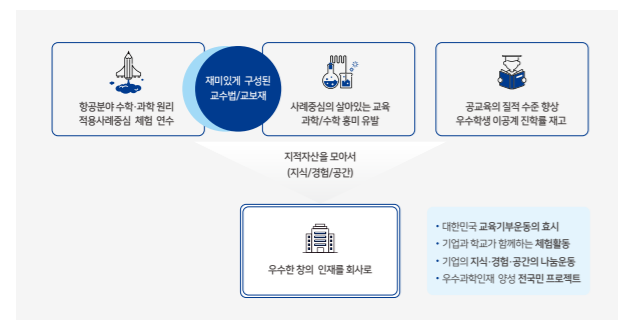 항공분야 수학·과학 원리
적용사례중심 체험 연수
재미있게 구성된
교수법/교보재
사례중심의 살아있는 교육
과학/수학 흥미 유발
공교육의 질적 수준 향상
우수학생 이공계 진학률 재고
지적자산을 모아서
(지식/경험/공간)
우수한 창의 인재를 회사로
• 대한민국 교육기부운동의 효시
• 기업과 학교가 함께하는 체험활동
• 기업의 지식·경험·공간의 나눔운동
• 우수과학인재 양성 전국민 프로젝트